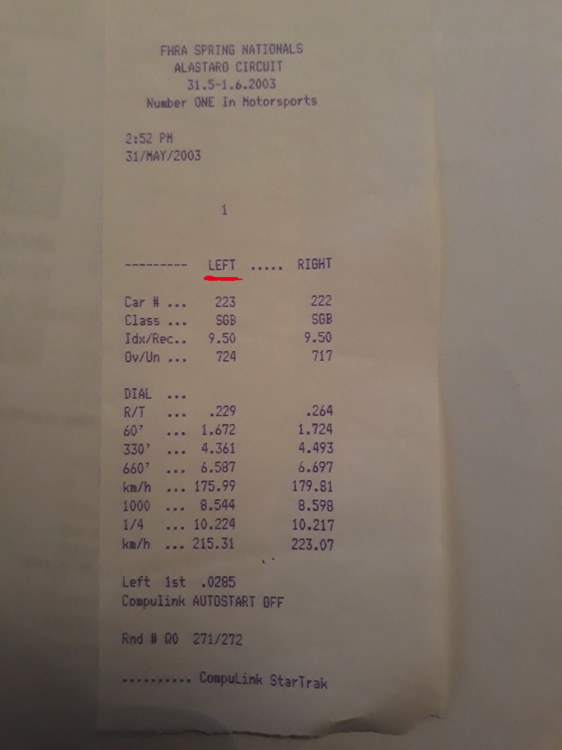 FHRA SPRING NATIONALS
ALASTARO CIRCUIT
31.5-1.6.2003
Number ONE In Motorsports
2:52 PM
31/MAY/2003
1
--------- LEFT ..... RIGHT
Car # ... 223 222
Class ... SGB SGB
Idx/Rec.. 9.50 9.50
Ov/Un ... 724 717
DIAL ...
R/T ... .229 .264
60' ... 1.672 1.724
330' ... 4.361 4.493
660' ... 6.587 6.697
km/h ... 175.99 179.81
1000 ... 8.544 8.598
1/4 ... 10.224 10.217
km/h ... 215.31 223.07
Left 1st .0285
Compulink AUTOSTART OFF
Rnd # Q0 271/272
.......... CompuLink StarTrak